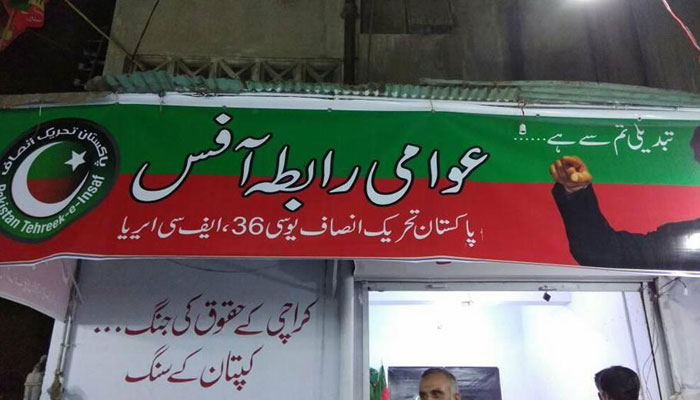 تبدیلی تم سے ہے......
پاکستان تحریک انصاف
Pakistan Tehreek-e-Insaf
عوامی رابطہ آفس
پاکستان تحریک انصاف یوسی 36، ایف سی ایریا
کراچی کے حقوق کی جنگ...
کپتان کے سنگ